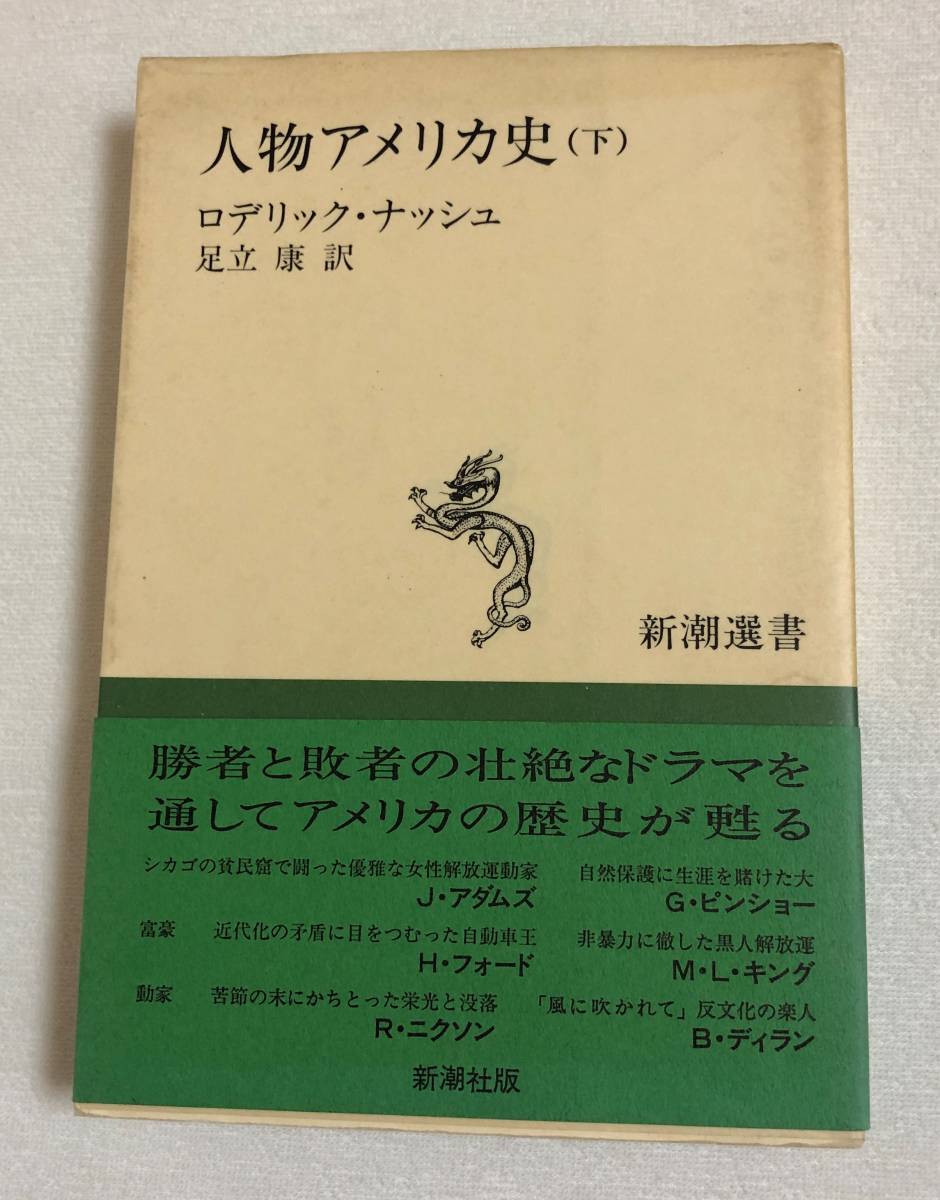 人物アメリカ史（下）
ロデリック・ナッシュ
足立 康 訳
新潮選書
勝者と敗者の壮絶なドラマを
通してアメリカの歴史が甦る
シカゴの貧民窟で闘った優雅な女性解放運動家 自然保護に生涯を賭けた大
J・アダムズ G・ピンショー
富豪 近代化の矛盾に目をつむった自動車王 非暴力に徹した黒人解放運
H・フォード M・L・キング
動家 苦節の末にかちとった栄光と没落 「風に吹かれて」反文化の楽人
R・ニクソン B・ディラン
新潮社版